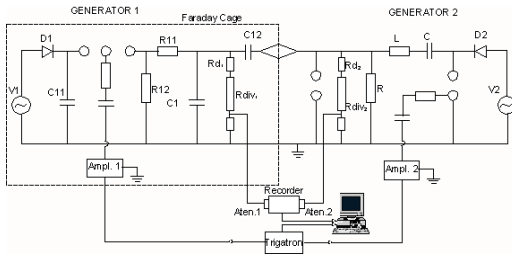 GENERATOR 1
GENERATOR 2
Faraday Cage
D1
R11
C12
L
C
D2
Rd₁
Rd₂
V1
C11
R12
C1
Rdiv₁
Rdiv₂
R
V2
Ampl. 1
Ampl. 2
Recorder
Aten.1
Aten.2
Trigatron